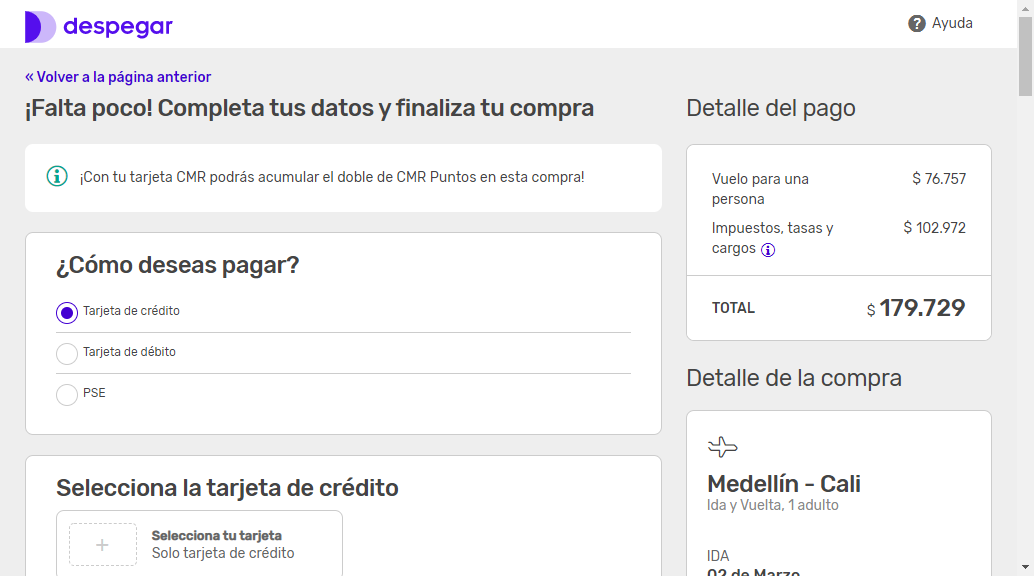 despegar
Ayuda
« Volver a la página anterior
¡Falta poco! Completa tus datos y finaliza tu compra
¡Con tu tarjeta CMR podrás acumular el doble de CMR Puntos en esta compra!
¿Cómo deseas pagar?
Tarjeta de crédito
Tarjeta de débito
PSE
Selecciona la tarjeta de crédito
Selecciona tu tarjeta
Solo tarjeta de crédito
Detalle del pago
Vuelo para una $ 76.757
persona
Impuestos, tasas y $ 102.972
cargos
TOTAL $ 179.729
Detalle de la compra
Medellín - Cali
Ida y Vuelta, 1 adulto
IDA
02 de Marzo